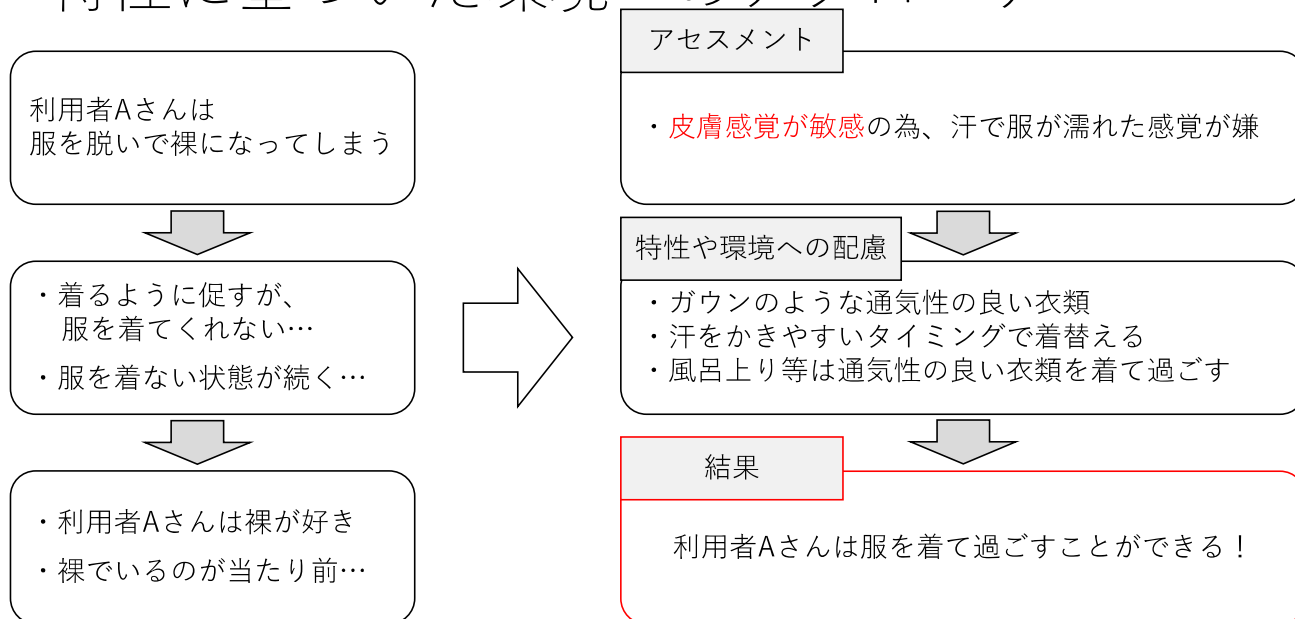 利用者Aさんは
服を脱いで裸になってしまう
・着るように促すが、
服を着てくれない…
・服を着ない状態が続く…
・利用者Aさんは裸が好き
・裸でいるのが当たり前…
アセスメント
・皮膚感覚が敏感の為、汗で服が濡れた感覚が嫌
特性や環境への配慮
・ガウンのような通気性の良い衣類
・汗をかきやすいタイミングで着替える
・風呂上り等は通気性の良い衣類を着て過ごす
結果
利用者Aさんは服を着て過ごすことができる！